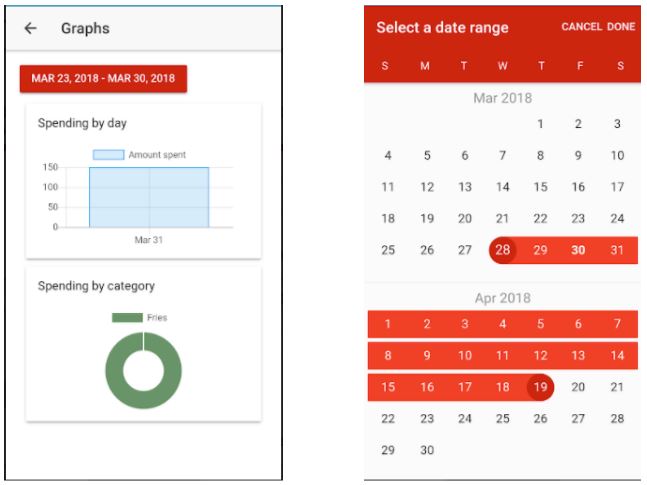 Graphs
MAR 23, 2018 - MAR 30, 2018
Spending by day
Amount spent
150
100
50
0
Mar 31
Spending by category
Fries
Select a date range CANCEL DONE
S M T W T F S
Mar 2018
1 2 3
4 5 6 7 8 9 10
11 12 13 14 15 16 17
18 19 20 21 22 23 24
25 26 27 28 29 30 31
Apr 2018
1 2 3 4 5 6 7
8 9 10 11 12 13 14
15 16 17 18 19 20 21
22 23 24 25 26 27 28
29 30